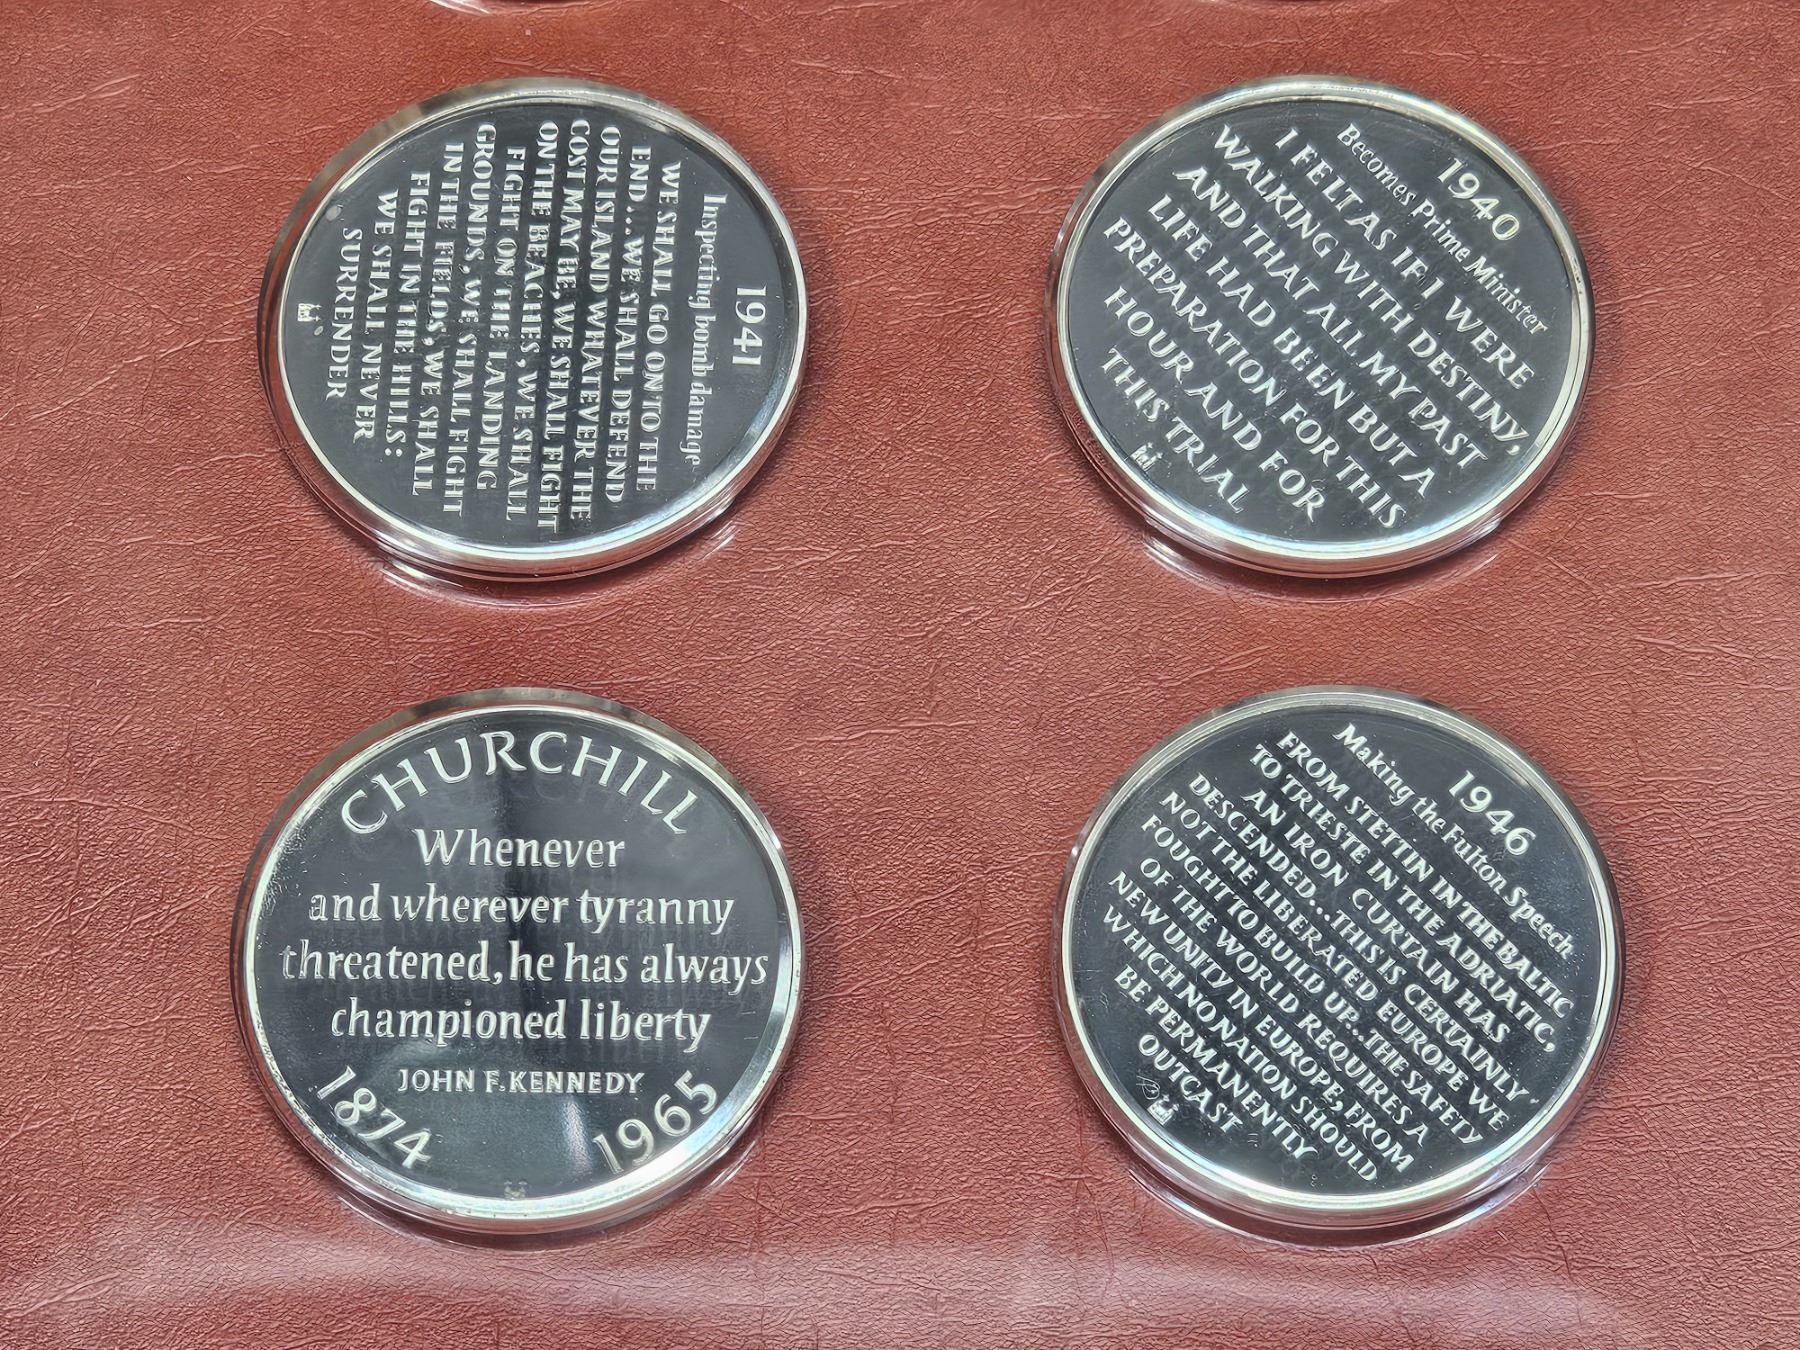 1941
Inspecting bomb damage
WE SHALL GO ON TO THE
END...WE SHALL DEFEND
OUR ISLAND WHATEVER THE
COST MAY BE, WE SHALL FIGHT
ON THE BEACHES, WE SHALL
FIGHT ON THE LANDING
GROUNDS, WE SHALL FIGHT
IN THE FIELDS, WE SHALL
FIGHT IN THE HILLS:
WE SHALL NEVER
SURRENDER
1940
Becomes Prime Minister
I FELT AS IF I WERE
WALKING WITH DESTINY,
AND THAT ALL MY PAST
LIFE HAD BEEN BUT A
PREPARATION FOR THIS
HOUR AND FOR
THIS TRIAL
CHURCHILL
Whenever
and wherever tyranny
threatened, he has always
championed liberty
JOHN F. KENNEDY
1874 1965
1946
Making the Fulton Speech
FROM STETTIN IN THE BALTIC
TO TRIESTE IN THE ADRIATIC,
AN IRON CURTAIN HAS
DESCENDED...THIS IS CERTAINLY
NOT THE LIBERATED EUROPE WE
FOUGHT TO BUILD UP...THE SAFELY
OF THE WORLD REQUIRES A
NEW UNITY IN EUROPE, FROM
WHICH NO NATION SHOULD
BE PERMANENTLY
OUTCAST